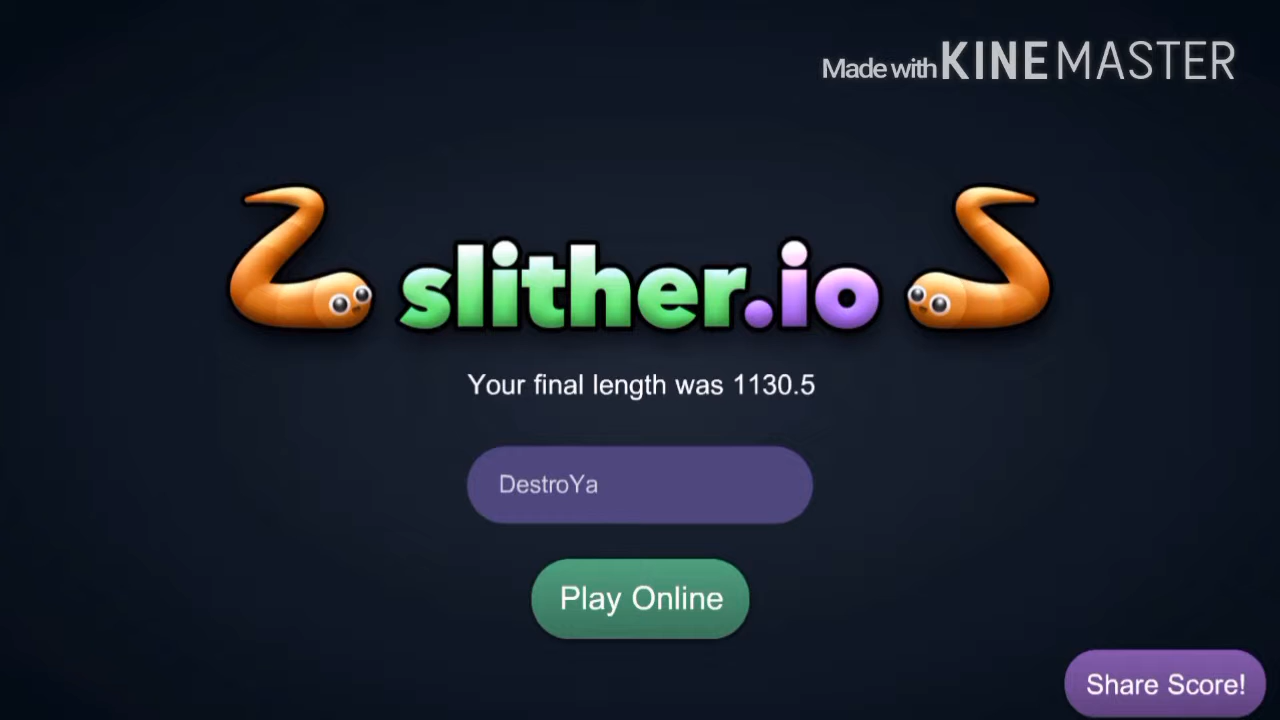 Made with KINEMASTER
slither.io
Your final length was 1130.5
DestroYa
Play Online
Share Score!